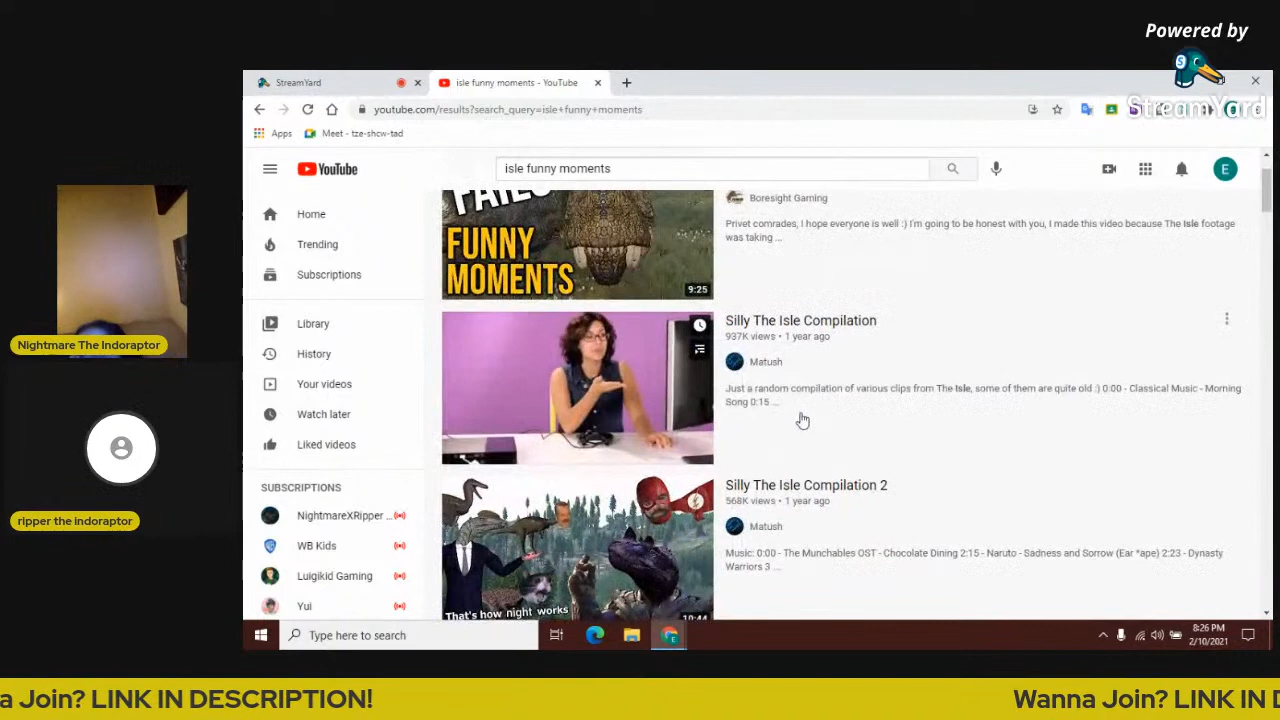 Powered by
StreamYard
StreamYard
isle funny moments - YouTube
youtube.com/results?search_query=isle+funny+moments
Apps
Meet - tze-shcw-tad
YouTube
isle funny moments
E
Home
Trending
Subscriptions
Library
History
Your videos
Watch later
Liked videos
SUBSCRIPTIONS
NightmareXRipper ...
WB Kids
Luigikid Gaming
Yui
FAILS
FUNNY
MOMENTS
9:25
Boresight Gaming
Privet comrades, I hope everyone is well :) I'm going to be honest with you, I made this video because The Isle footage
was taking ...
Silly The Isle Compilation
937K views • 1 year ago
Matush
Just a random compilation of various clips from The Isle, some of them are quite old :) 0:00 - Classical Music - Morning
Song 0:15 ...
Silly The Isle Compilation 2
568K views • 1 year ago
Matush
Music: 0:00 - The Munchables OST - Chocolate Dining 2:15 - Naruto - Sadness and Sorrow (Ear *ape) 2:23 - Dynasty
Warriors 3 ...
That's how night works
10:44
Nightmare The Indoraptor
ripper the indoraptor
Type here to search
8:26 PM
2/10/2021
a Join? LINK IN DESCRIPTION!
Wanna Join? LINK IN D